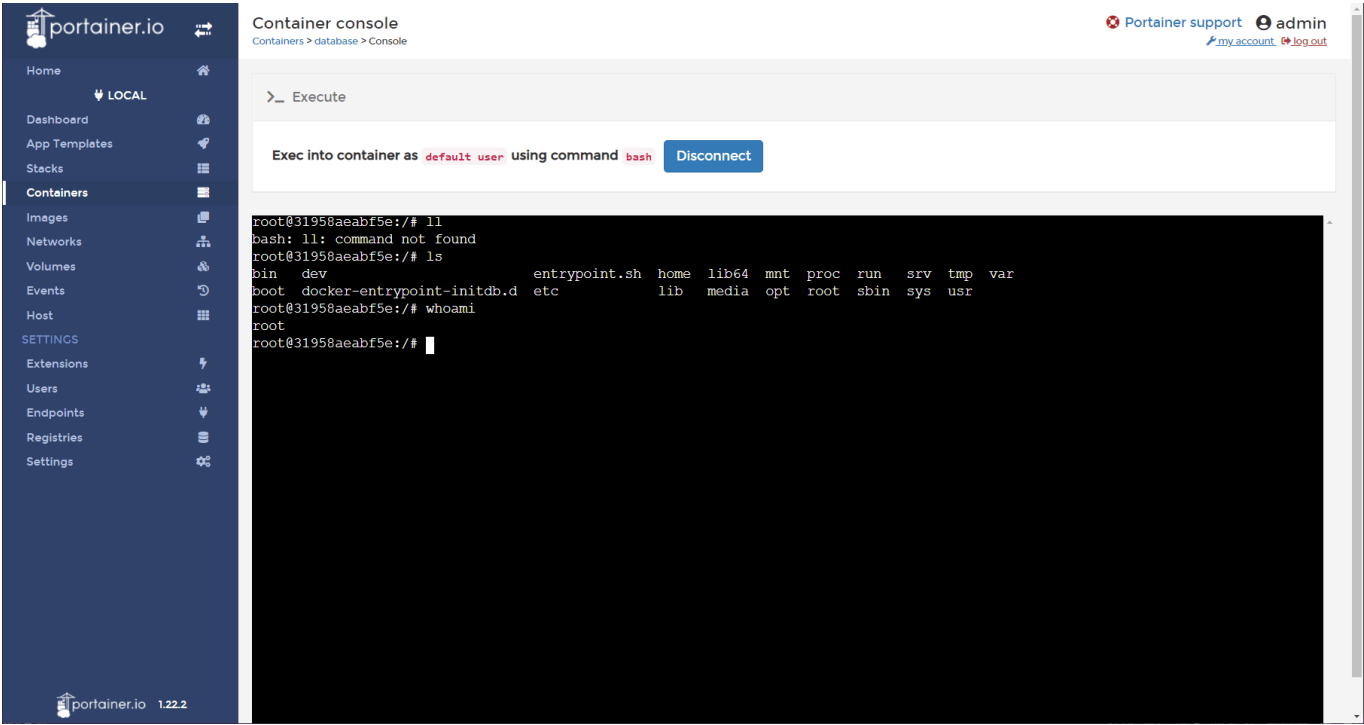 portainer.io
Container console
Portainer support admin
Containers > database > Console
my account log out
Home
LOCAL
Dashboard
App Templates
Stacks
Containers
Images
Networks
Volumes
Events
Host
SETTINGS
Extensions
Users
Endpoints
Registries
Settings
portainer.io 1.22.2
>_ Execute
Exec into container as default user using command bash Disconnect
root@31958aeabf5e:/# ll
bash: ll: command not found
root@31958aeabf5e:/# ls
bin dev entrypoint.sh home lib64 mnt proc run srv tmp var
boot docker-entrypoint-initdb.d etc lib media opt root sbin sys usr
root@31958aeabf5e:/# whoami
root
root@31958aeabf5e:/#